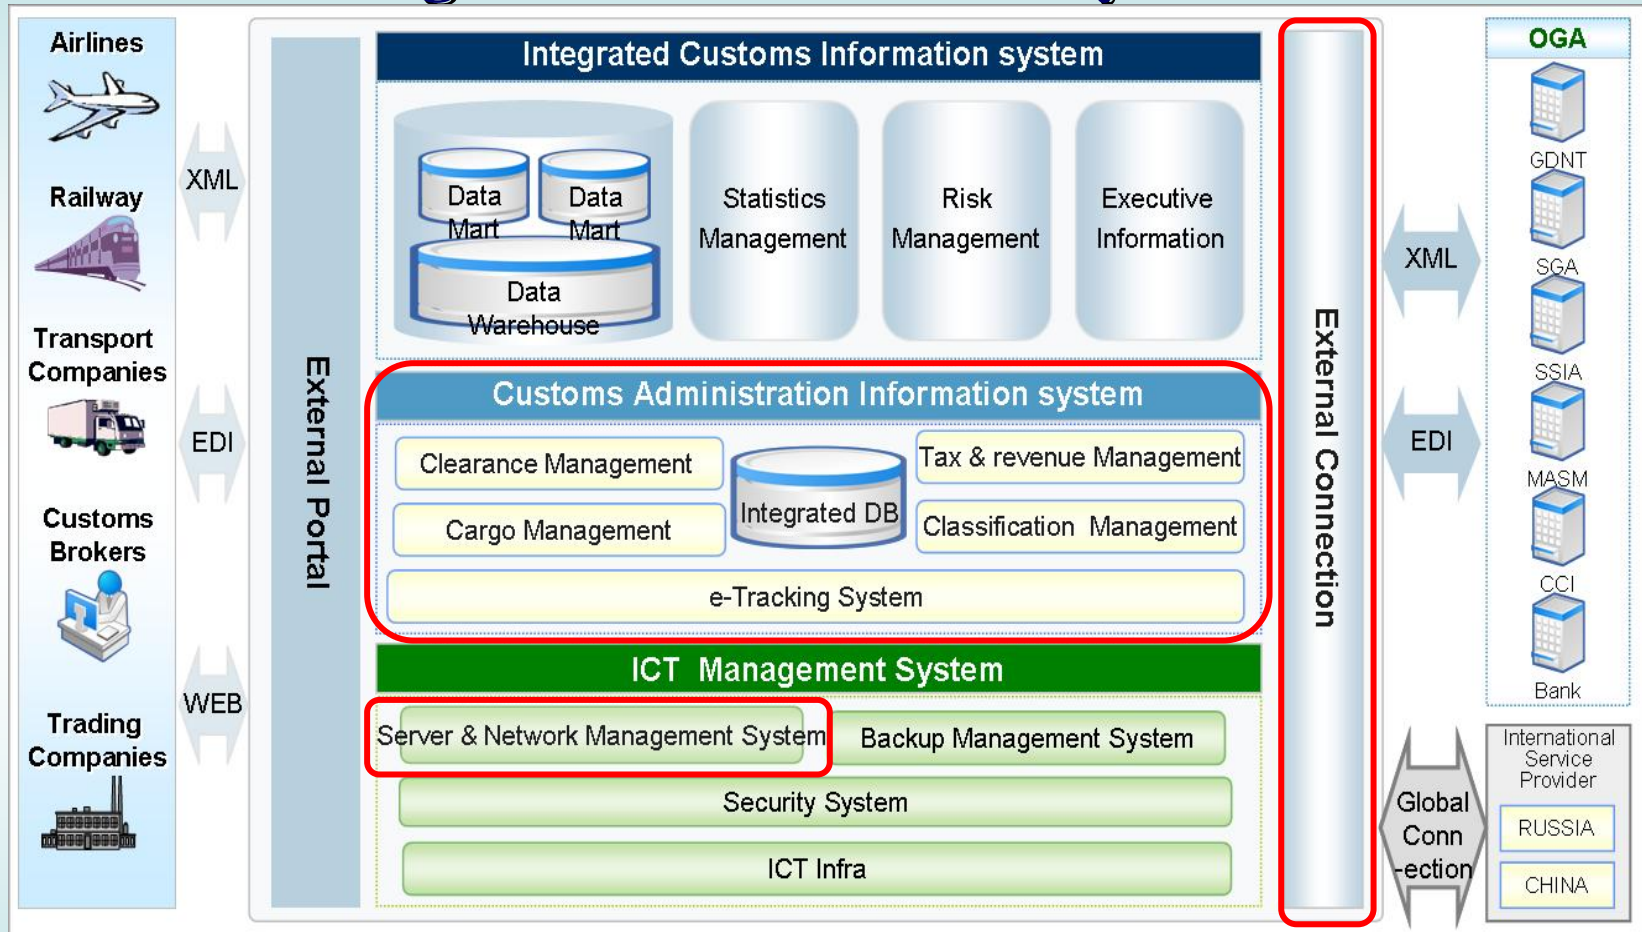 Airlines
Railway
Transport
Companies
Customs
Brokers
Trading
Companies
XML
EDI
WEB
External Portal
Integrated Customs Information system
Data
Mart
Data
Mart
Data
Warehouse
Statistics
Management
Risk
Management
Executive
Information
Customs Administration Information system
Clearance Management
Cargo Management
Integrated DB
Tax & revenue Management
Classification Management
e-Tracking System
ICT Management System
Server & Network Management System
Backup Management System
Security System
ICT Infra
External Connection
XML
EDI
Global
Conn
-ection
OGA
GDNT
SGA
SSIA
MASM
CCI
Bank
International
Service
Provider
RUSSIA
CHINA